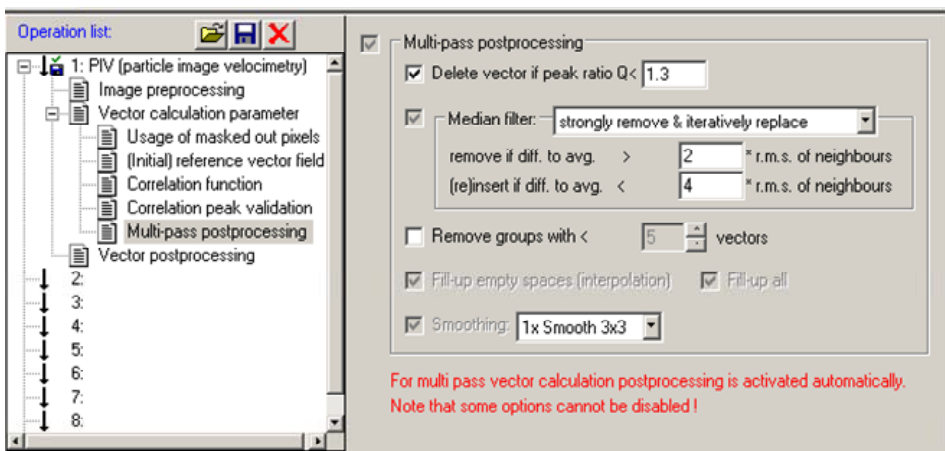 Operation list:
1: PIV (particle image velocimetry)
Image preprocessing
Vector calculation parameter
Usage of masked out pixels
(Initial) reference vector field
Correlation function
Correlation peak validation
Multi-pass postprocessing
Vector postprocessing
2:
3:
4:
5:
6:
7:
8:
Multi-pass postprocessing
Delete vector if peak ratio Q< 1.3
Median filter: strongly remove & iteratively replace
remove if diff. to avg. > 2 * r.m.s. of neighbours
(re)insert if diff. to avg. < 4 * r.m.s. of neighbours
Remove groups with < 5 vectors
Fill-up empty spaces (interpolation) Fill-up all
Smoothing: 1x Smooth 3x3
For multi pass vector calculation postprocessing is activated automatically.
Note that some options cannot be disabled !